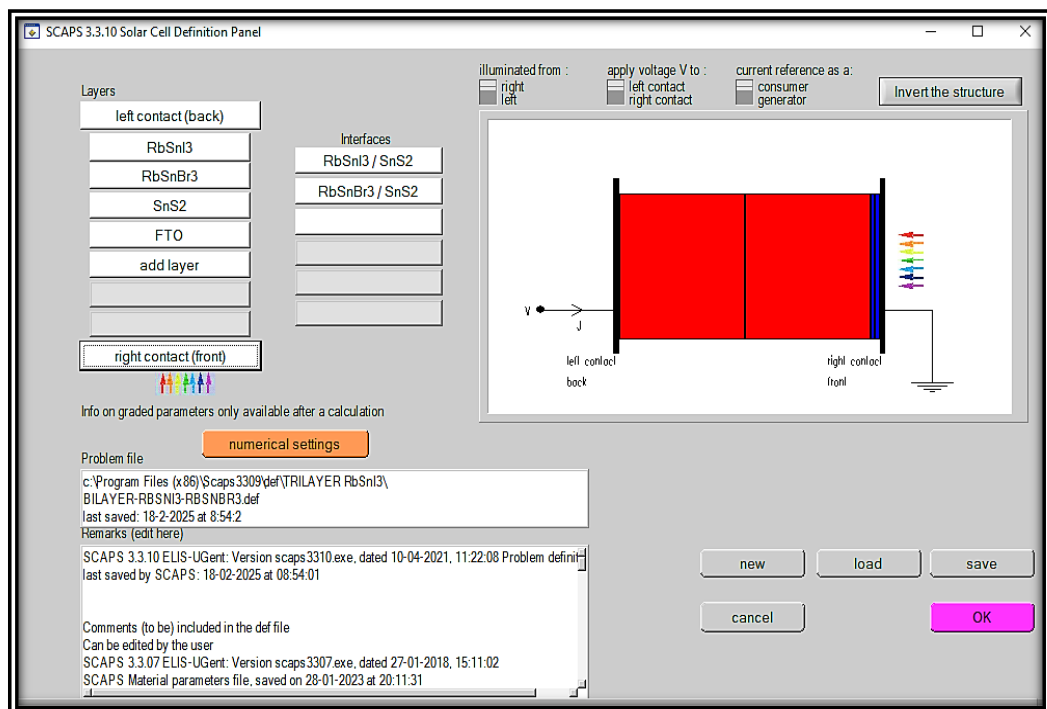 SCAPS 3.3.10 Solar Cell Definition Panel
illuminated from :
right
left
apply voltage V to :
left contact
right contact
current reference as a:
consumer
generator
Invert the structure
Layers
left contact (back)
RbSnI3
RbSnBr3
SnS2
FTO
add layer
right contact (front)
Interfaces
RbSnI3 / SnS2
RbSnBr3 / SnS2
V
J
left contact
back
right contact
front
Info on graded parameters only available after a calculation
numerical settings
Problem file
c:\Program Files (x86)\Scaps3309\def\TRILAYER RbSnI3\
BILAYER-RBSNI3-RBSNBR3.def
last saved: 18-2-2025 at 8:54:2
Remarks (edit here)
SCAPS 3.3.10 ELIS-UGent: Version scaps3310.exe, dated 10-04-2021, 11:22:08 Problem definit
last saved by SCAPS: 18-02-2025 at 08:54:01
Comments (to be) included in the def file
Can be edited by the user
SCAPS 3.3.07 ELIS-UGent: Version scaps3307.exe, dated 27-01-2018, 15:11:02
SCAPS Material parameters file, saved on 28-01-2023 at 20:11:31
new
load
save
cancel
OK